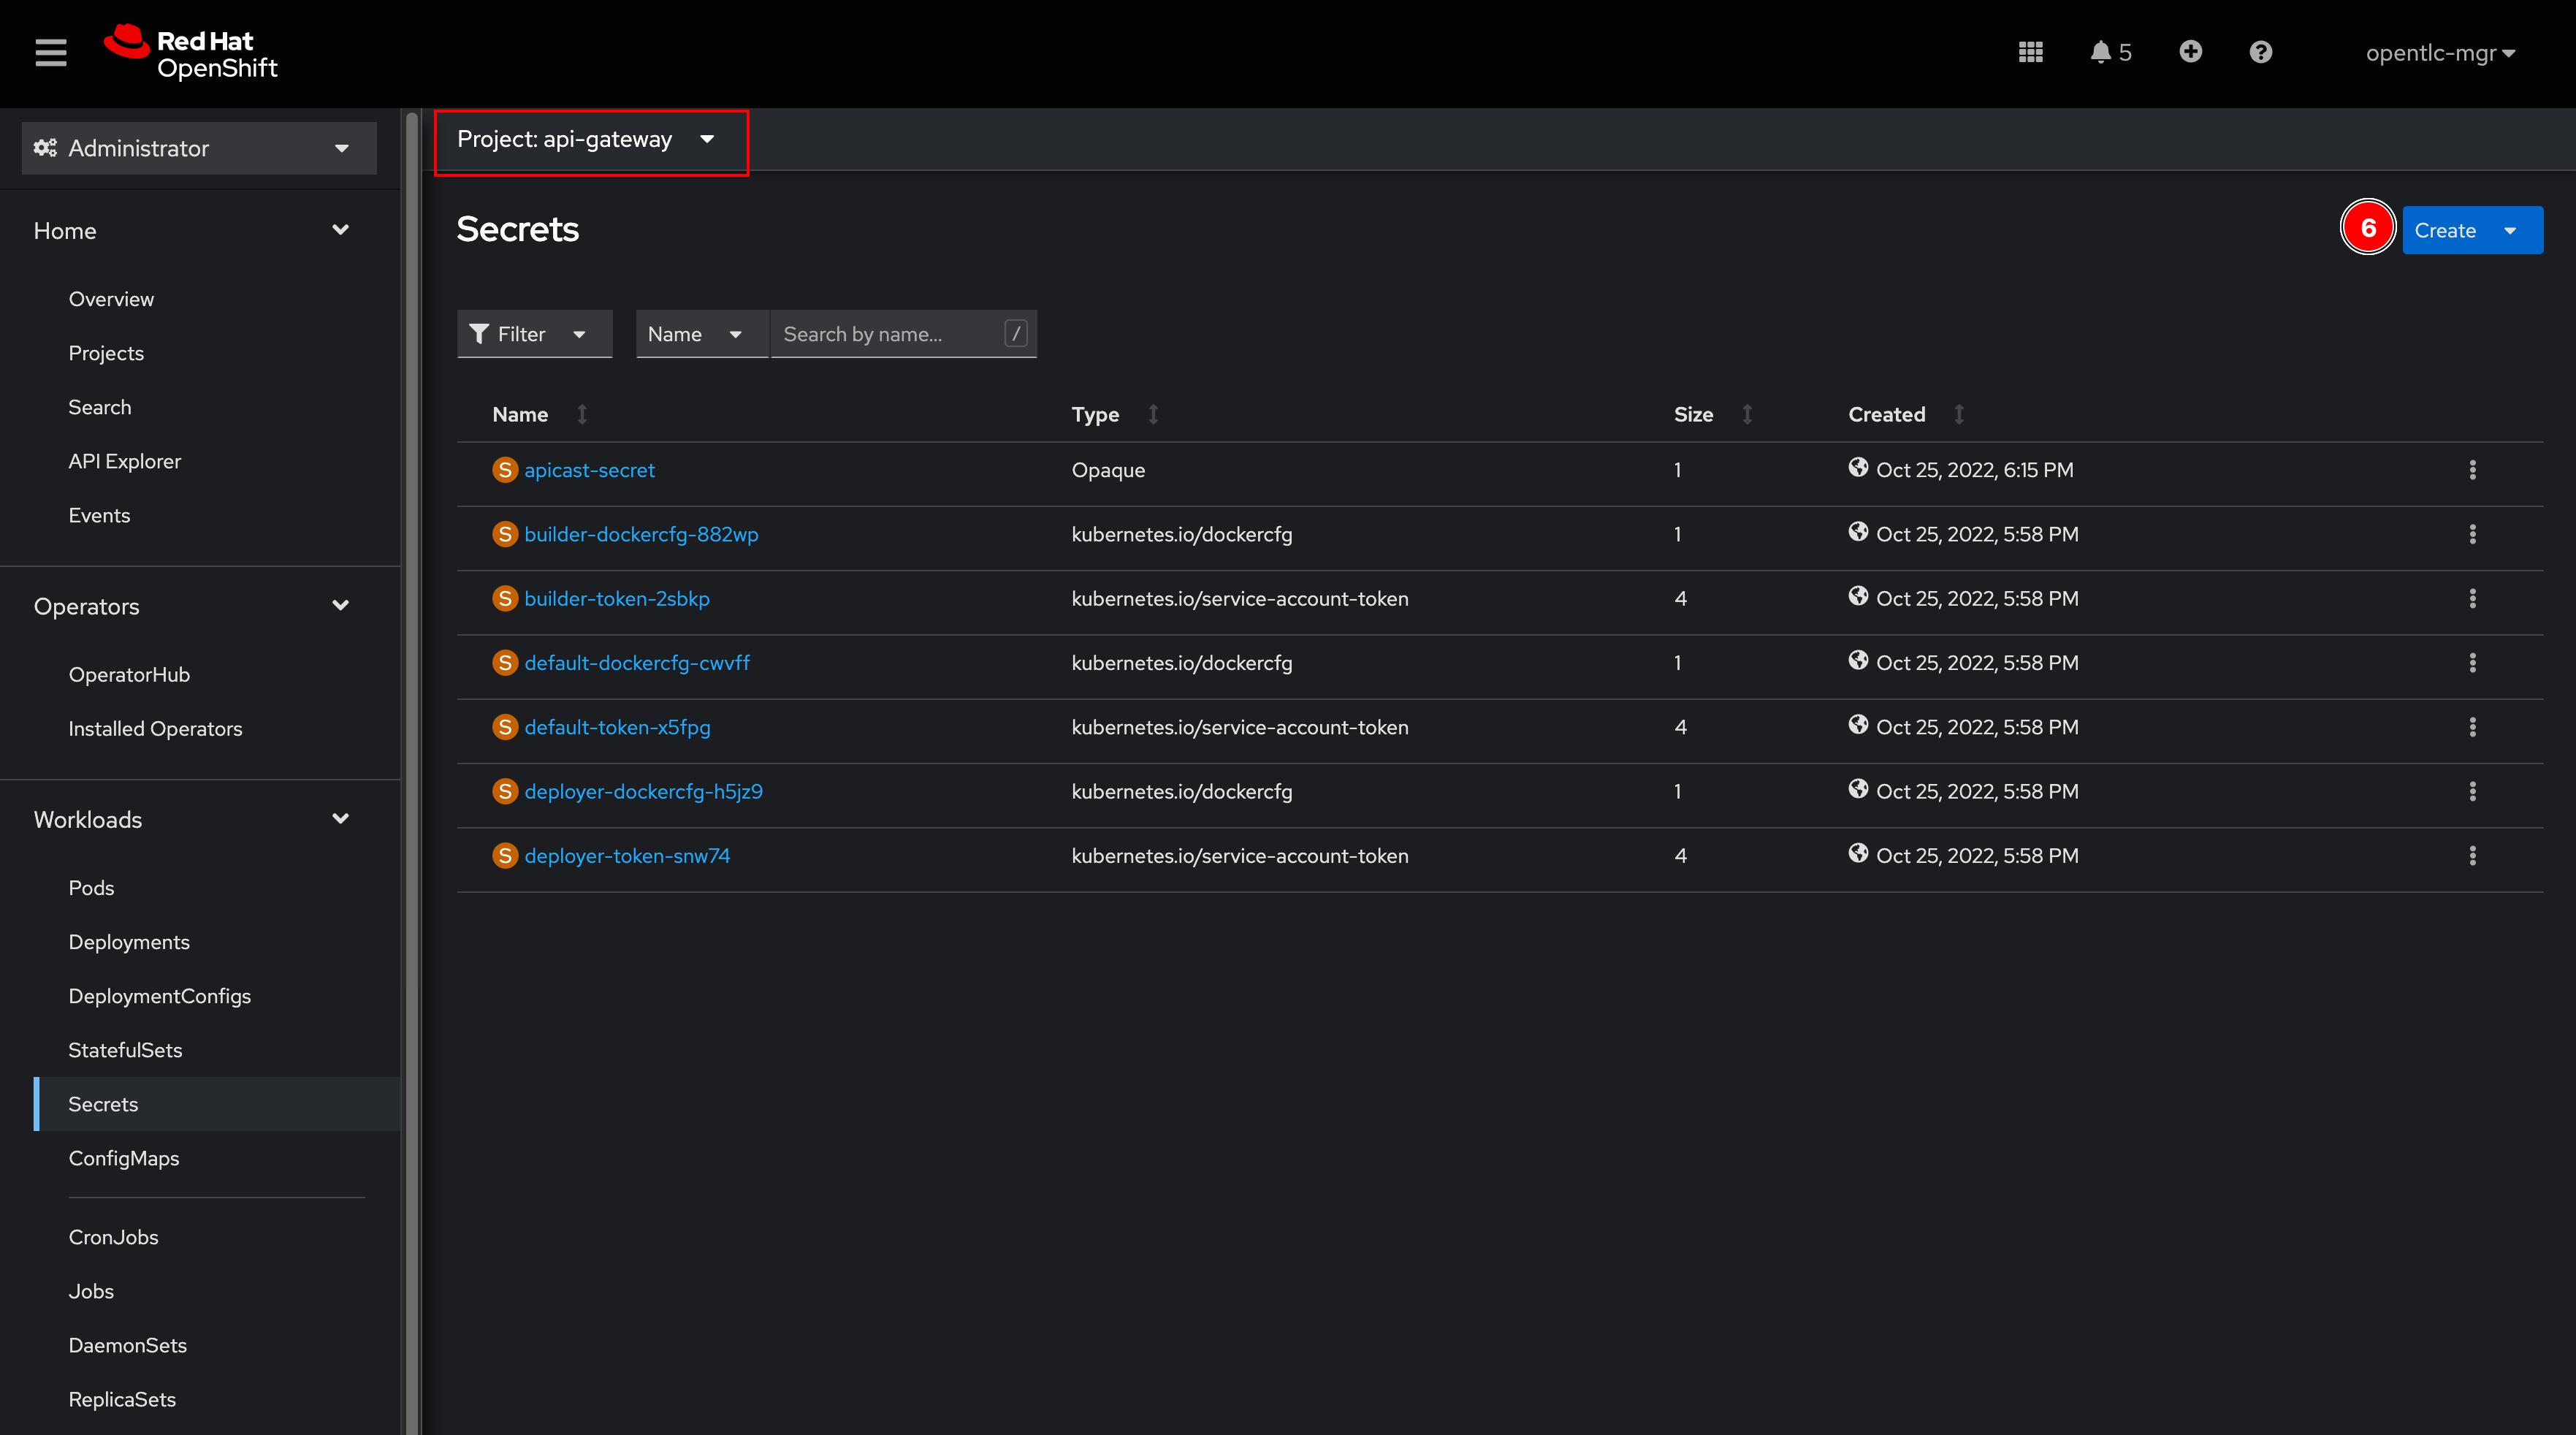 Red Hat
OpenShift
5
opentlc-mgr
Administrator
Project: api-gateway
Home
Overview
Projects
Search
API Explorer
Events
Operators
OperatorHub
Installed Operators
Workloads
Pods
Deployments
DeploymentConfigs
StatefulSets
Secrets
ConfigMaps
CronJobs
Jobs
DaemonSets
ReplicaSets
Secrets
6
Create
Filter
Name
Search by name...
/
Name Type Size Created
S apicast-secret Opaque 1 Oct 25, 2022, 6:15 PM
S builder-dockercfg-882wp kubernetes.io/dockercfg 1 Oct 25, 2022, 5:58 PM
S builder-token-2sbkp kubernetes.io/service-account-token 4 Oct 25, 2022, 5:58 PM
S default-dockercfg-cwvff kubernetes.io/dockercfg 1 Oct 25, 2022, 5:58 PM
S default-token-x5fpg kubernetes.io/service-account-token 4 Oct 25, 2022, 5:58 PM
S deployer-dockercfg-h5jz9 kubernetes.io/dockercfg 1 Oct 25, 2022, 5:58 PM
S deployer-token-snw74 kubernetes.io/service-account-token 4 Oct 25, 2022, 5:58 PM